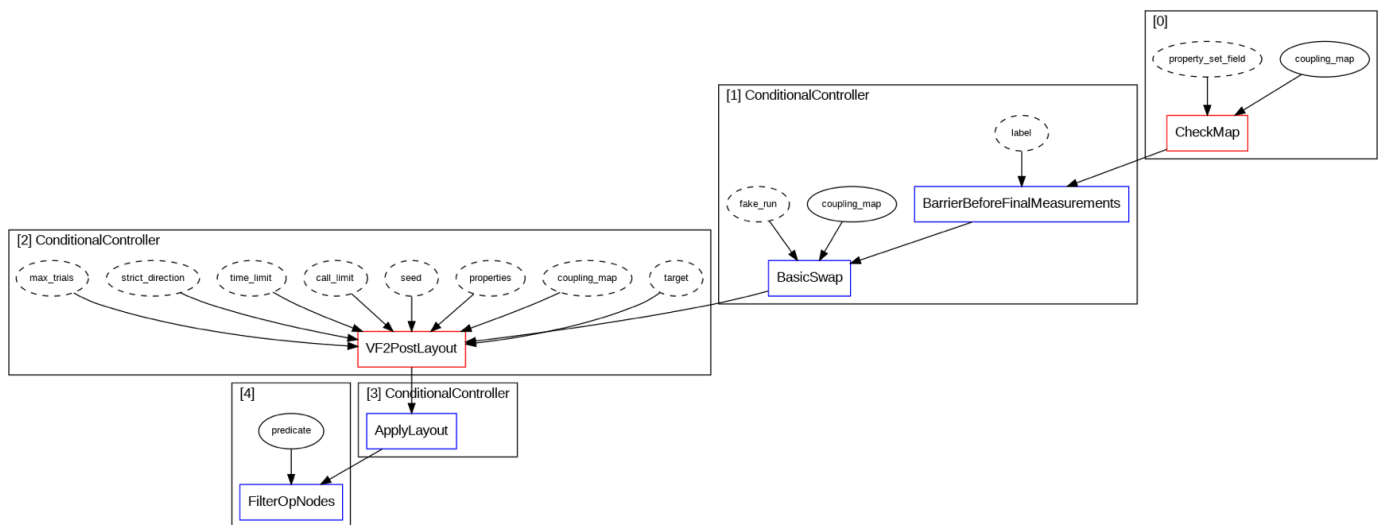 [0]
property_set_field
coupling_map
CheckMap
[1] ConditionalController
label
fake_run
coupling_map
BarrierBeforeFinalMeasurements
BasicSwap
[2] ConditionalController
max_trials
strict_direction
time_limit
call_limit
seed
properties
coupling_map
target
VF2PostLayout
[3] ConditionalController
ApplyLayout
[4]
predicate
FilterOpNodes